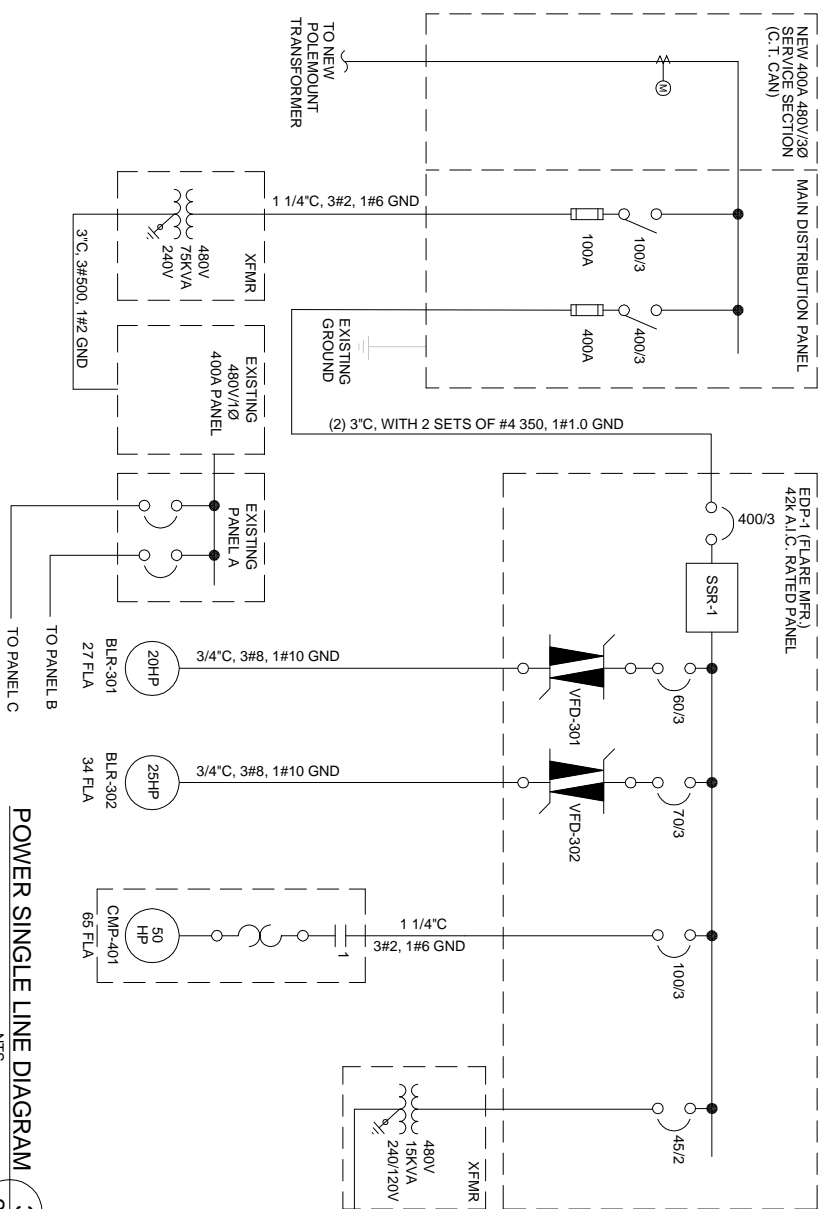 NEW 400A 480V/3Ø
SERVICE SECTION
(C.T. CAN)
M
TO NEW
POLEMOUNT
TRANSFORMER
MAIN DISTRIBUTION PANEL
100/3
100A
400/3
400A
EXISTING
GROUND
1 1/4"C, 3#2, 1#6 GND
XFMR
480V
75KVA
240V
3"C, 3#500, 1#2 GND
EXISTING
480V/1Ø
400A PANEL
(2) 3"C, WITH 2 SETS OF #4 350, 1#1.0 GND
EXISTING
PANEL A
TO PANEL B
TO PANEL C
EDP-1 (FLARE MFR.)
42k A.I.C. RATED PANEL
400/3
SSR-1
60/3
VFD-301
3/4"C, 3#8, 1#10 GND
20HP
BLR-301
27 FLA
70/3
VFD-302
3/4"C, 3#8, 1#10 GND
25HP
BLR-302
34 FLA
100/3
1 1/4"C
3#2, 1#6 GND
1
50
HP
CMP-401
65 FLA
45/2
XFMR
480V
15KVA
240/120V
POWER SINGLE LINE DIAGRAM